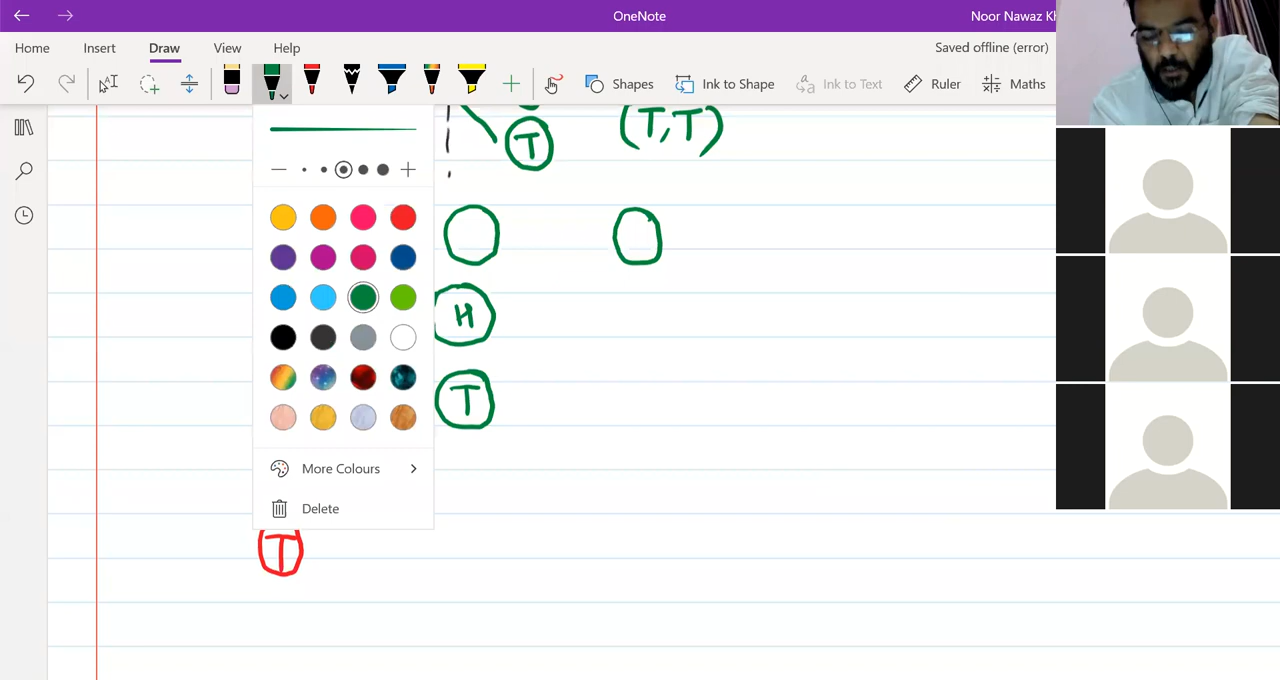 OneNote
Noor Nawaz Kh
Home Insert Draw View Help
Saved offline (error)
Shapes Ink to Shape Ink to Text Ruler Maths
T (T,T)
H
T
More Colours
Delete
T